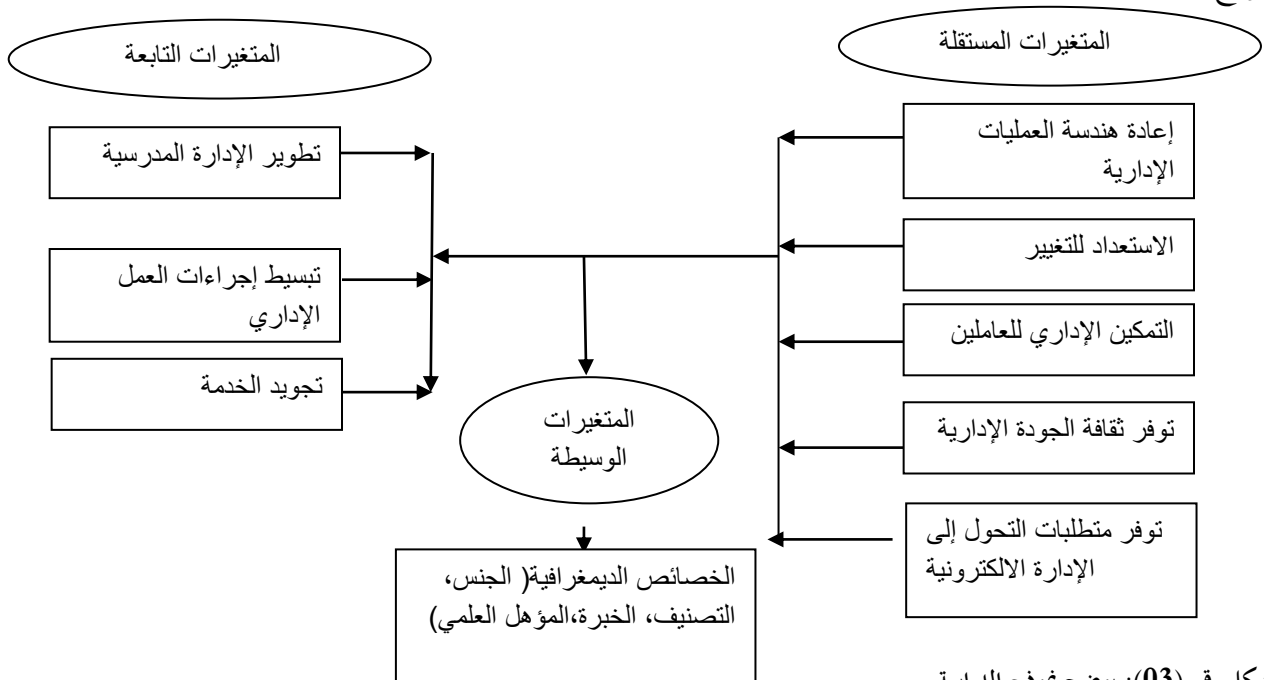 المتغيرات المستقلة
إعادة هندسة العمليات
الإدارية
الاستعداد للتغيير
التمكين الإداري للعاملين
توفر ثقافة الجودة الإدارية
توفر متطلبات التحول إلى
الإدارة الالكترونية
المتغيرات التابعة
تطوير الإدارة المدرسية
تبسيط إجراءات العمل
الإداري
تجويد الخدمة
المتغيرات
الوسيطة
الخصائص الديمغرافية( الجنس،
التصنيف، الخبرة،المؤهل العلمي)
(03):